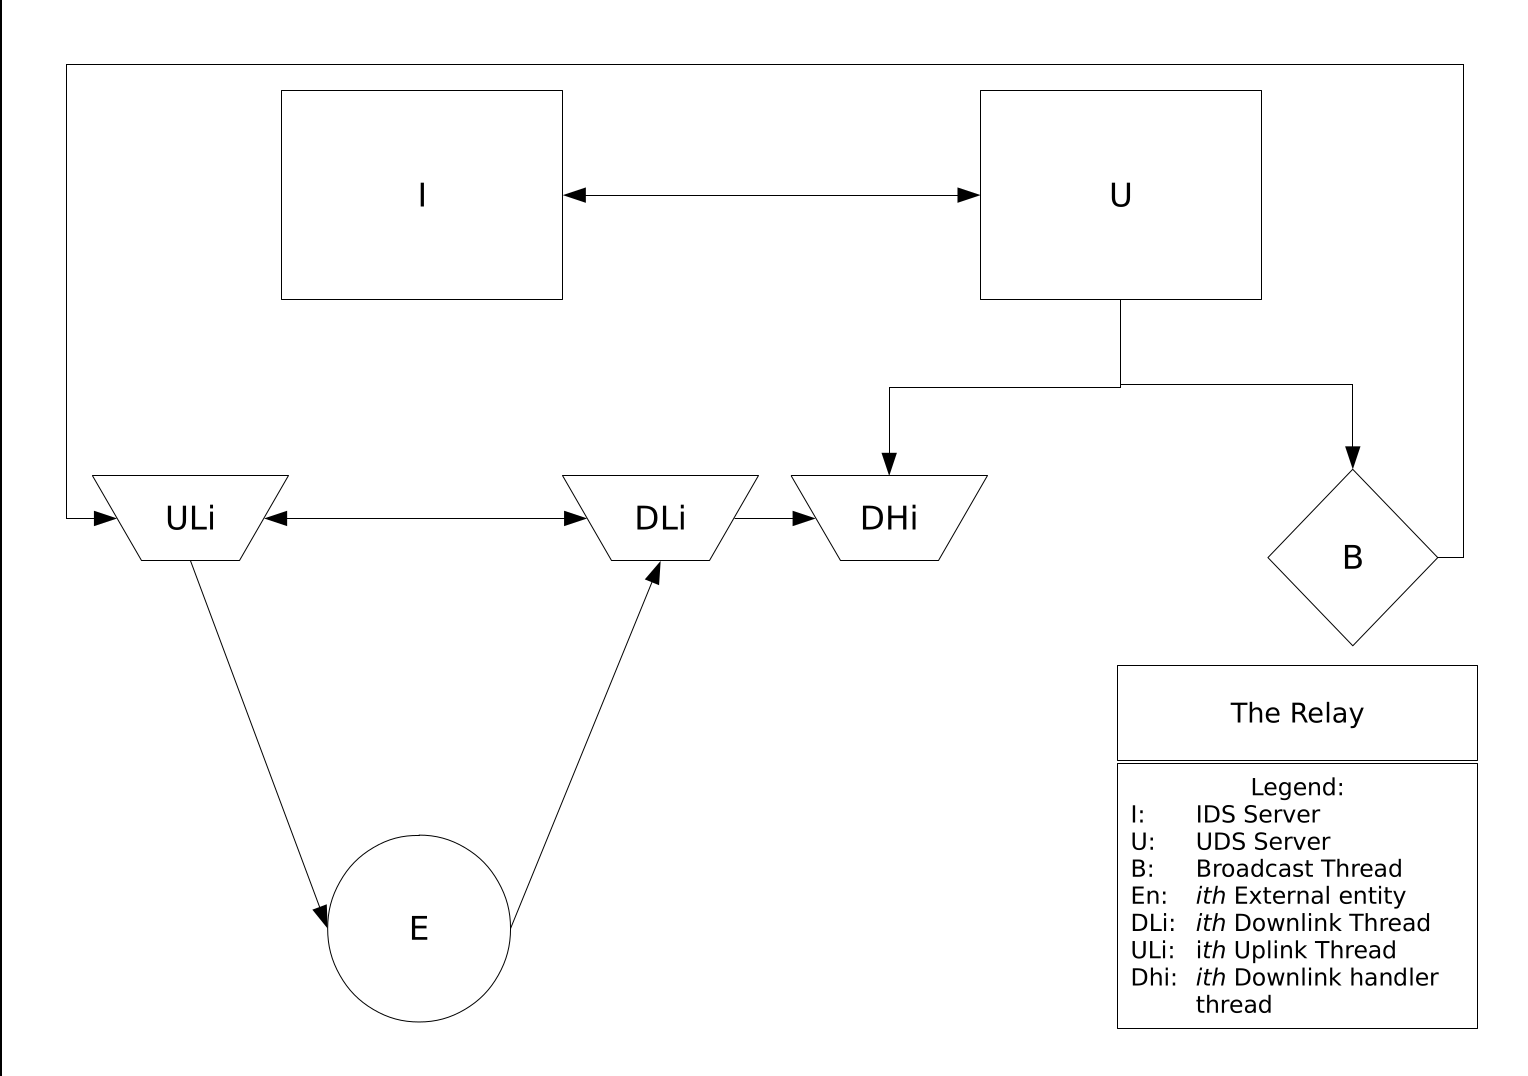 I
U
ULi
DLi
DHi
B
E
The Relay
Legend:
I: IDS Server
U: UDS Server
B: Broadcast Thread
En: ith External entity
DLi: ith Downlink Thread
ULi: ith Uplink Thread
Dhi: ith Downlink handler
thread